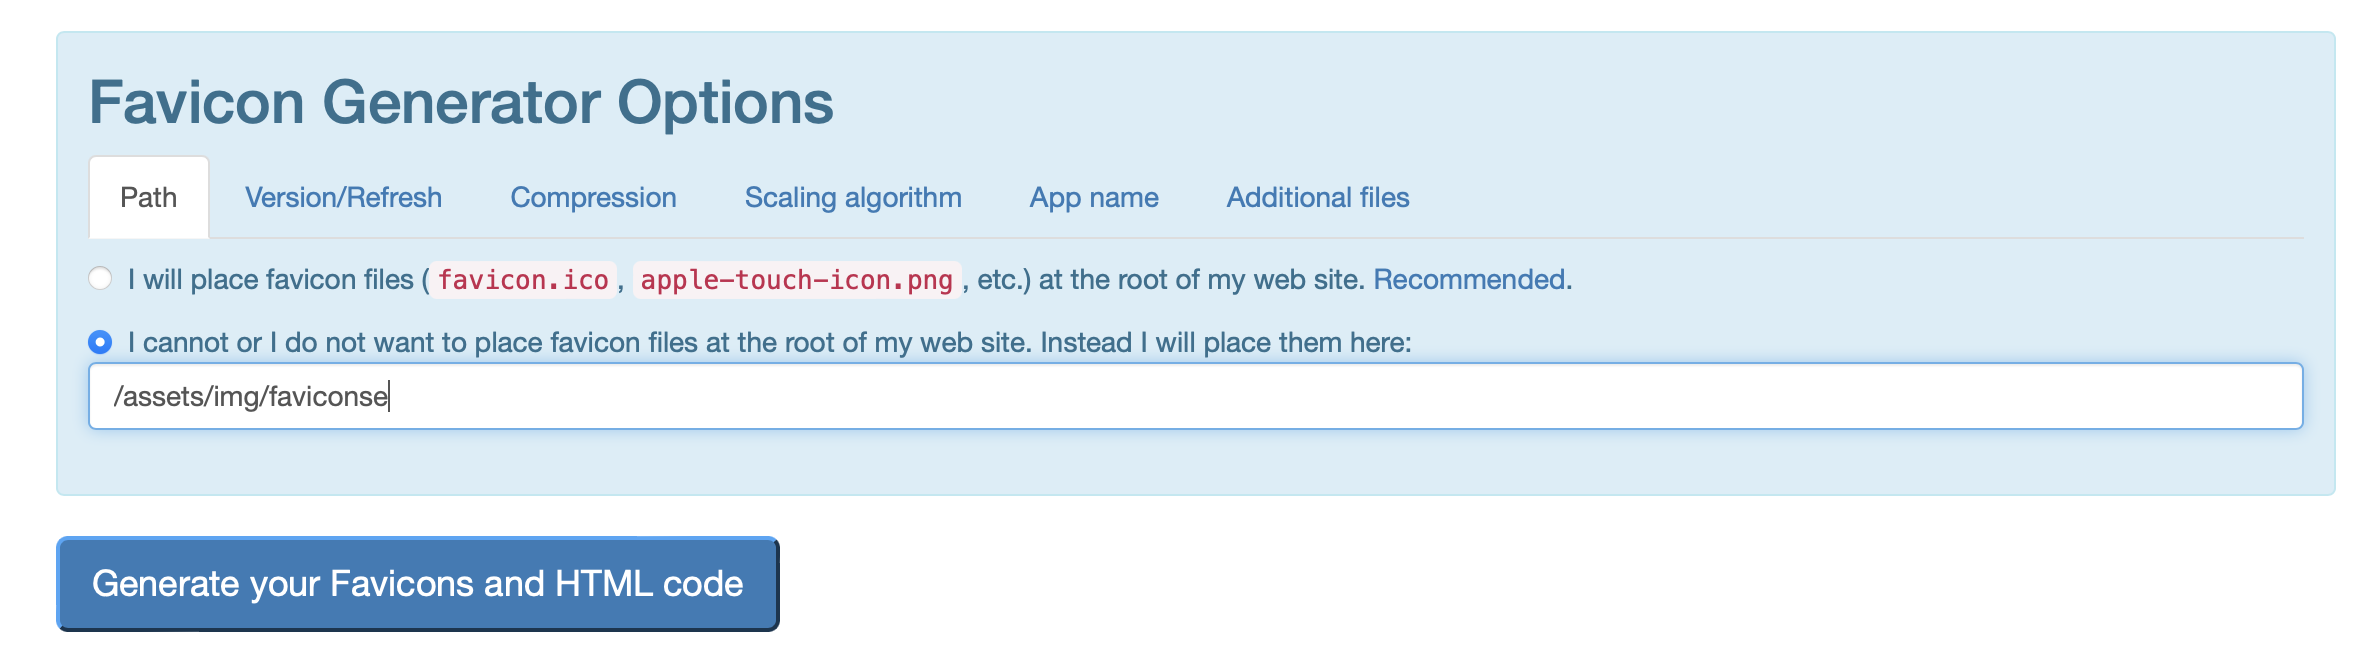 Favicon Generator Options
Path Version/Refresh Compression Scaling algorithm App name Additional files
I will place favicon files (favicon.ico, apple-touch-icon.png, etc.) at the root of my web site. Recommended.
I cannot or I do not want to place favicon files at the root of my web site. Instead I will place them here:
/assets/img/faviconse
Generate your Favicons and HTML code